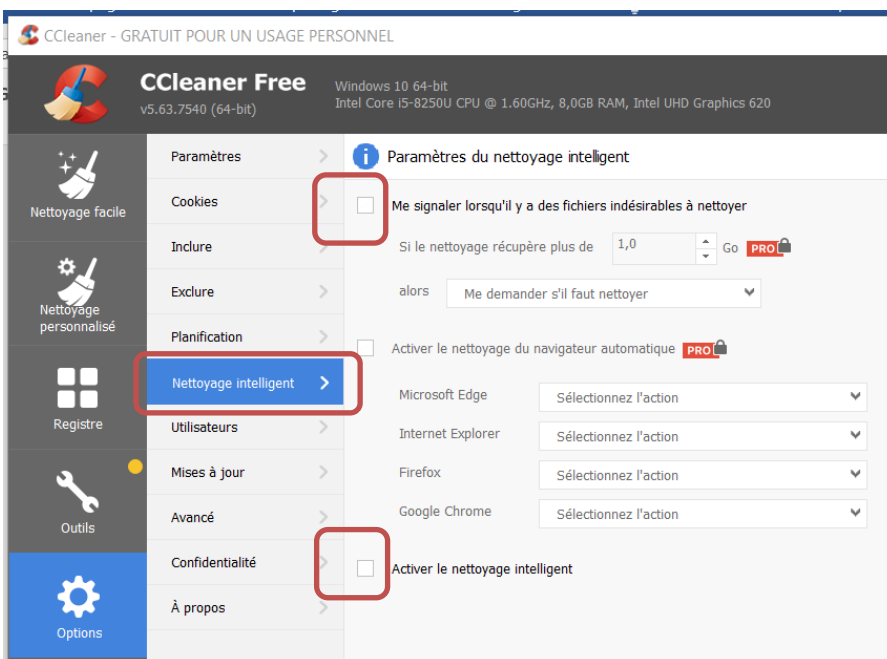 CCleaner - GRATUIT POUR UN USAGE PERSONNEL
CCleaner Free
v5.63.7540 (64-bit)
Windows 10 64-bit
Intel Core i5-8250U CPU @ 1.60GHz, 8,0GB RAM, Intel UHD Graphics 620
Nettoyage facile
Nettoyage
personnalisé
Registre
Outils
Options
Paramètres
Cookies
Inclure
Exclure
Planification
Nettoyage intelligent
Utilisateurs
Mises à jour
Avancé
Confidentialité
À propos
Paramètres du nettoyage intelligent
Me signaler lorsqu'il y a des fichiers indésirables à nettoyer
Si le nettoyage récupère plus de 1,0 Go PRO
alors Me demander s'il faut nettoyer
Activer le nettoyage du navigateur automatique PRO
Microsoft Edge Sélectionnez l'action
Internet Explorer Sélectionnez l'action
Firefox Sélectionnez l'action
Google Chrome Sélectionnez l'action
Activer le nettoyage intelligent